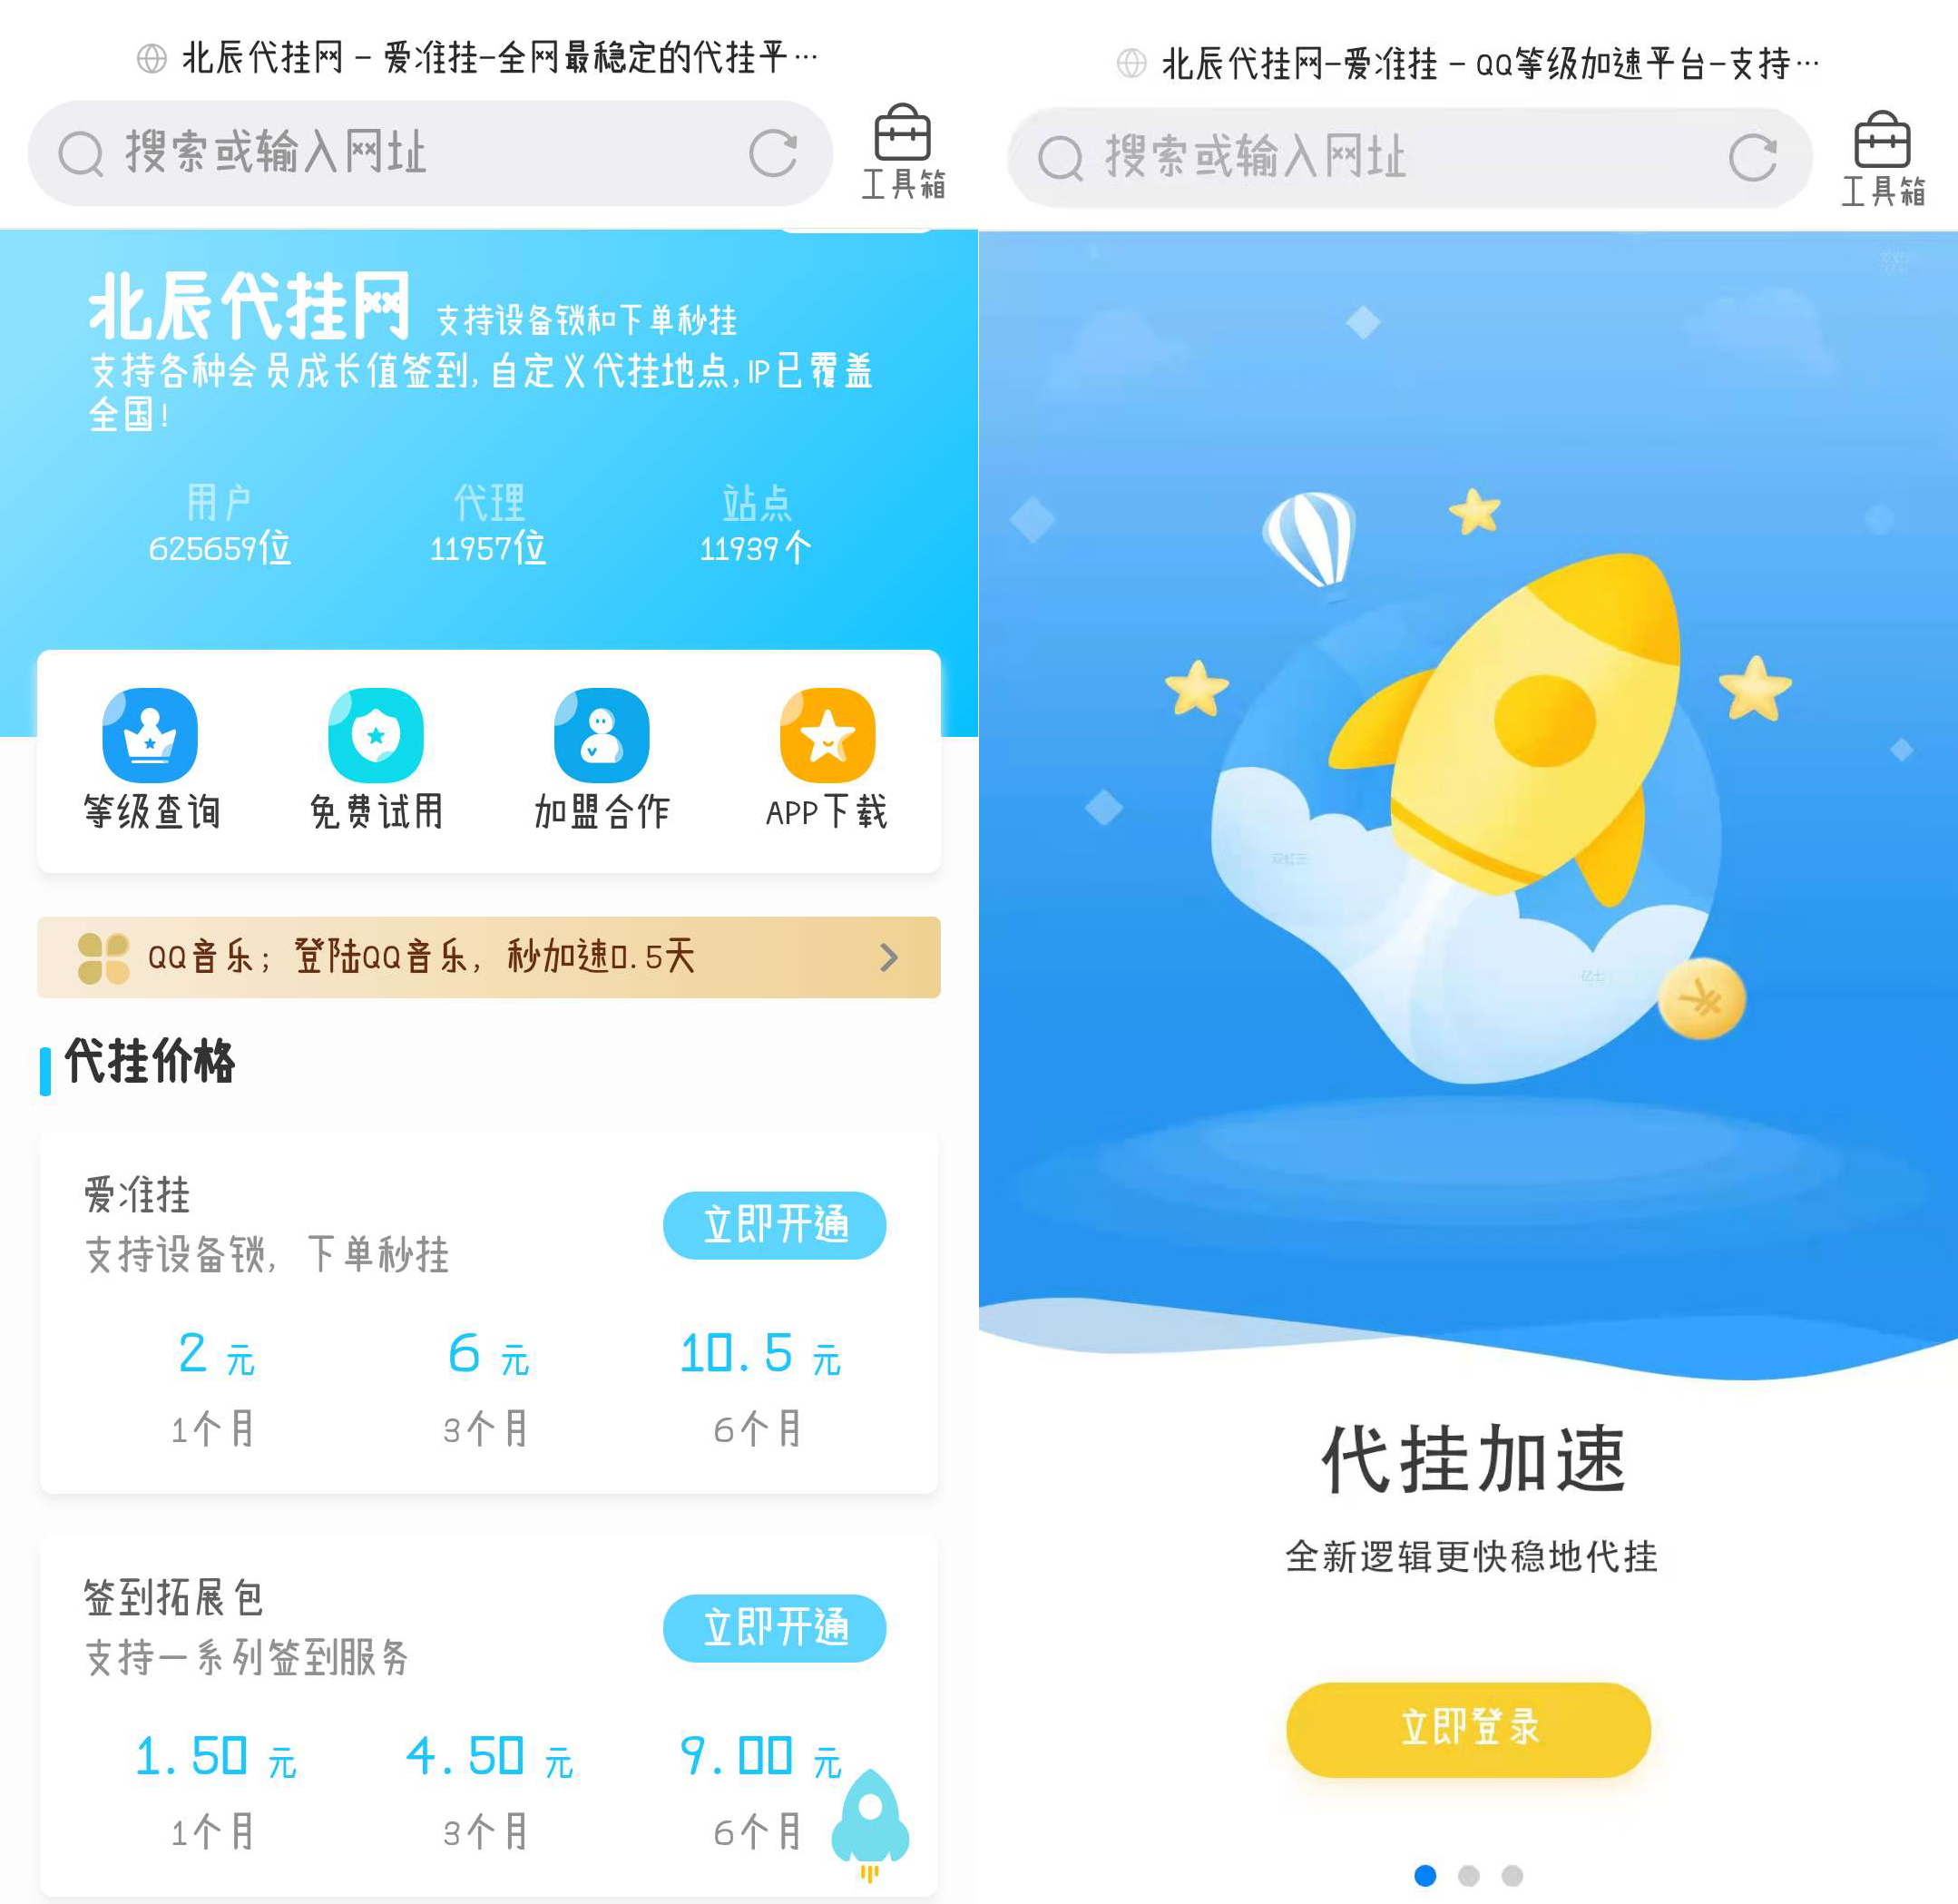 北辰代挂网 - 爱准挂-全网最稳定的代挂平…
搜索或输入网址
工具箱
北辰代挂网 支持设备锁和下单秒挂
支持各种会员成长值签到,自定义代挂地点,IP已覆盖
全国!
用户 代理 站点
625659位 11957位 11939个
等级查询 免费试用 加盟合作 APP下载
QQ音乐; 登陆QQ音乐, 秒加速0.5天
代挂价格
爱准挂
立即开通
支持设备锁, 下单秒挂
2 元 6 元 10.5 元
1个月 3个月 6个月
签到拓展包
立即开通
支持一系列签到服务
1.50 元 4.50 元 9.00 元
1个月 3个月 6个月
北辰代挂网-爱准挂 - QQ等级加速平台-支持…
搜索或输入网址
工具箱
¥
代挂加速
全新逻辑更快稳地代挂
立即登录